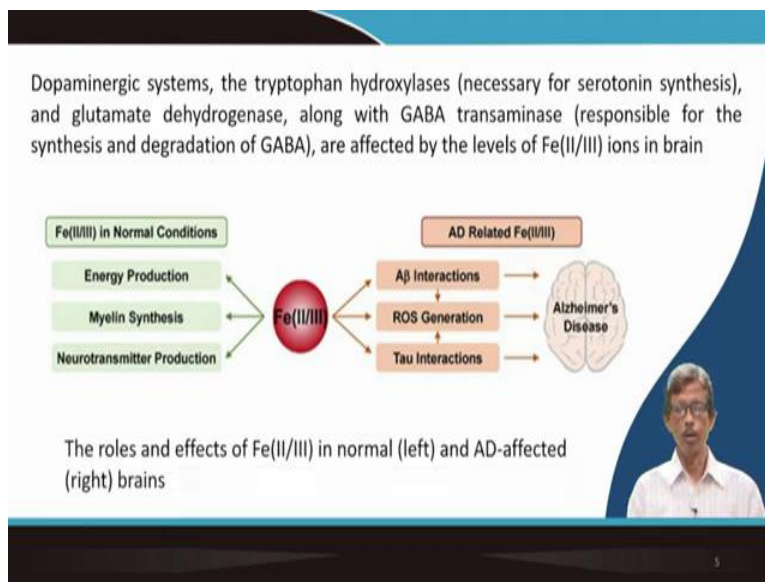 Dopaminergic systems, the tryptophan hydroxylases (necessary for serotonin synthesis),
and glutamate dehydrogenase, along with GABA transaminase (responsible for the
synthesis and degradation of GABA), are affected by the levels of Fe(II/III) ions in brain
Fe(II/III) in Normal Conditions
Energy Production
Myelin Synthesis
Neurotransmitter Production
Fe(II/III)
AD Related Fe(II/III)
Aβ Interactions
ROS Generation
Tau Interactions
Alzheimer's
Disease
The roles and effects of Fe(II/III) in normal (left) and AD-affected
(right) brains
5